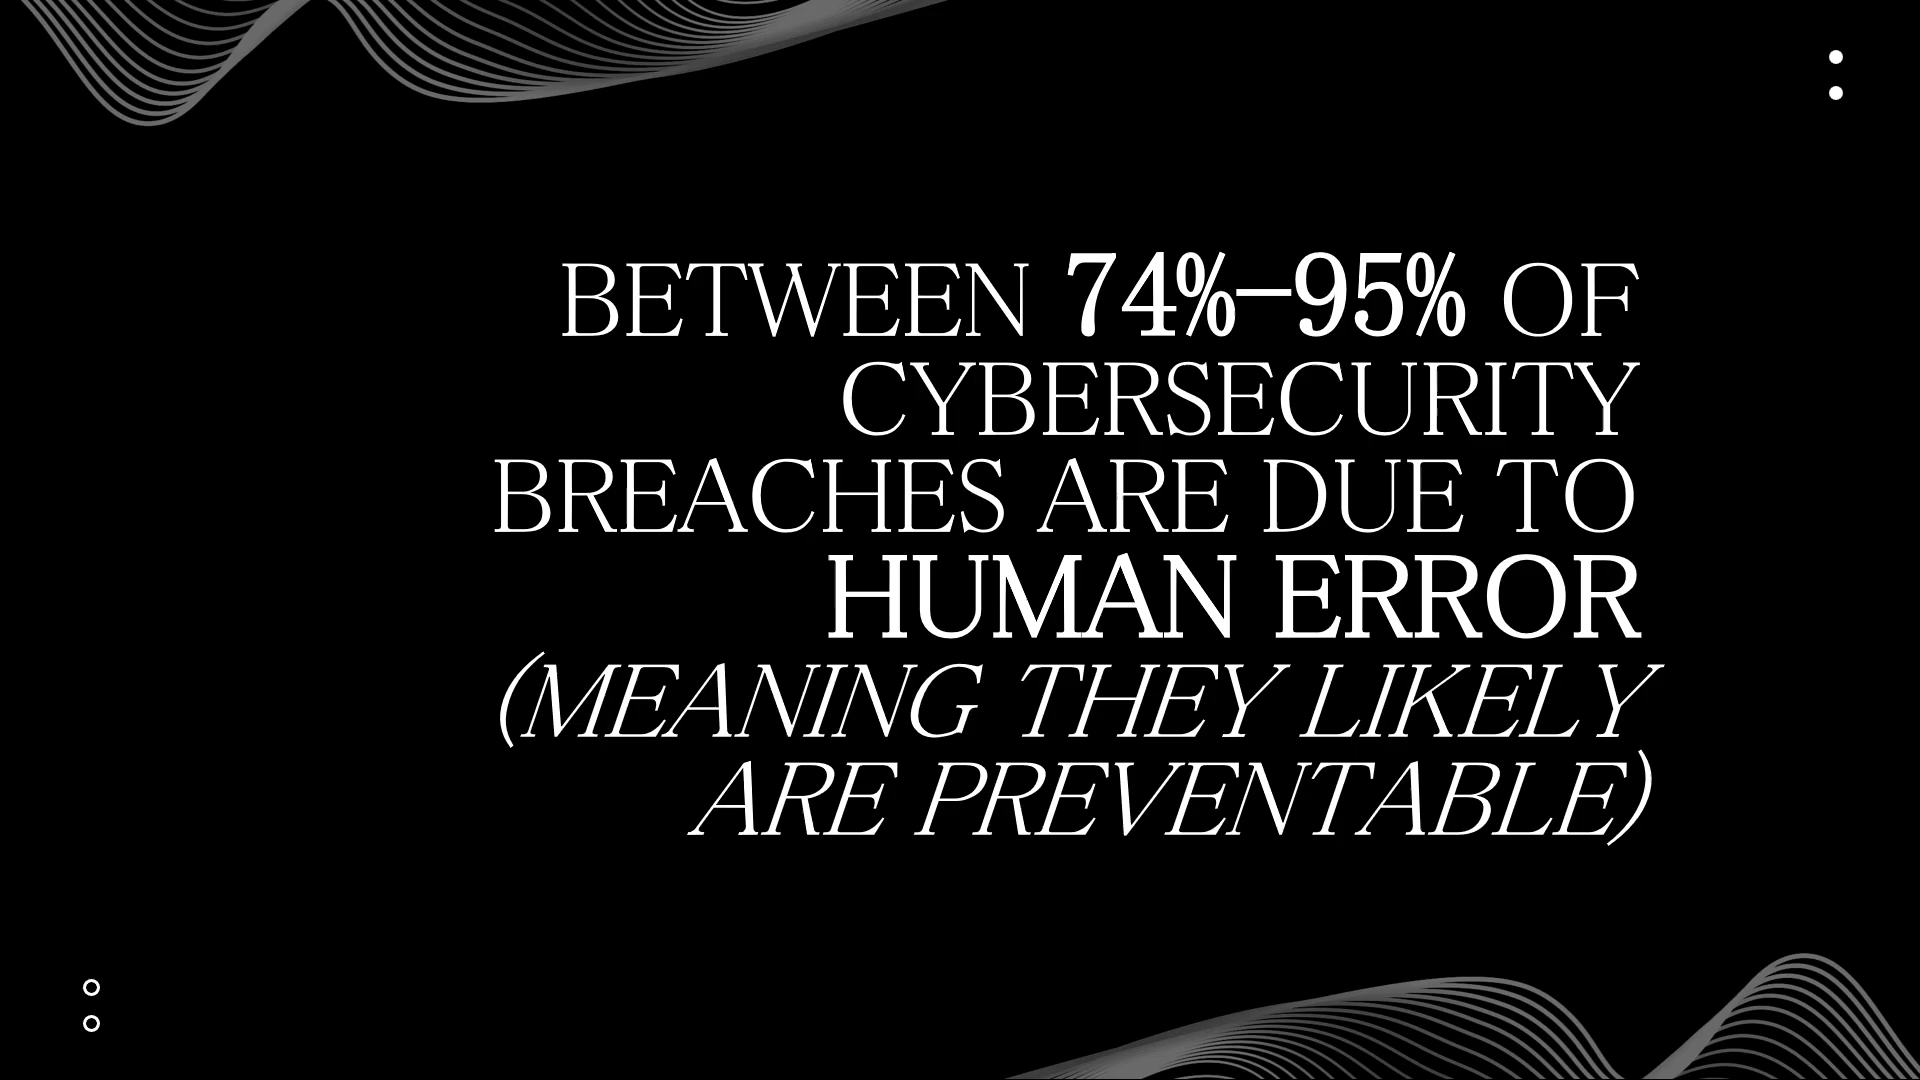 BETWEEN 74%–95% OF
CYBERSECURITY
BREACHES ARE DUE TO
HUMAN ERROR
(MEANING THEY LIKELY
ARE PREVENTABLE)